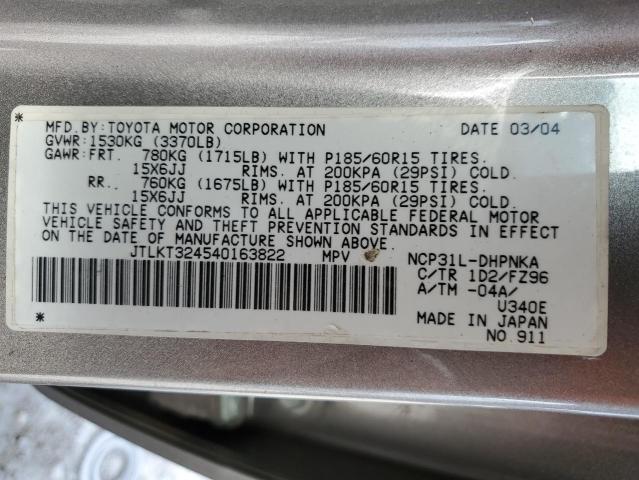 MFD.BY:TOYOTA MOTOR CORPORATION DATE 03/04
GVWR:1530KG (3370LB)
GAWR:FRT. 780KG (1715LB) WITH P185/60R15 TIRES.
15X6JJ RIMS. AT 200KPA (29PSI) COLD.
RR. 760KG (1675LB) WITH P185/60R15 TIRES.
15X6JJ RIMS. AT 200KPA (29PSI) COLD.
THIS VEHICLE CONFORMS TO ALL APPLICABLE FEDERAL MOTOR
VEHICLE SAFETY AND THEFT PREVENTION STANDARDS IN EFFECT
ON THE DATE OF MANUFACTURE SHOWN ABOVE.
JTLKT324540163822 MPV NCP31L-DHPNKA
C/TR 1D2/FZ96
A/TM -04A/
U340E
MADE IN JAPAN
NO.911